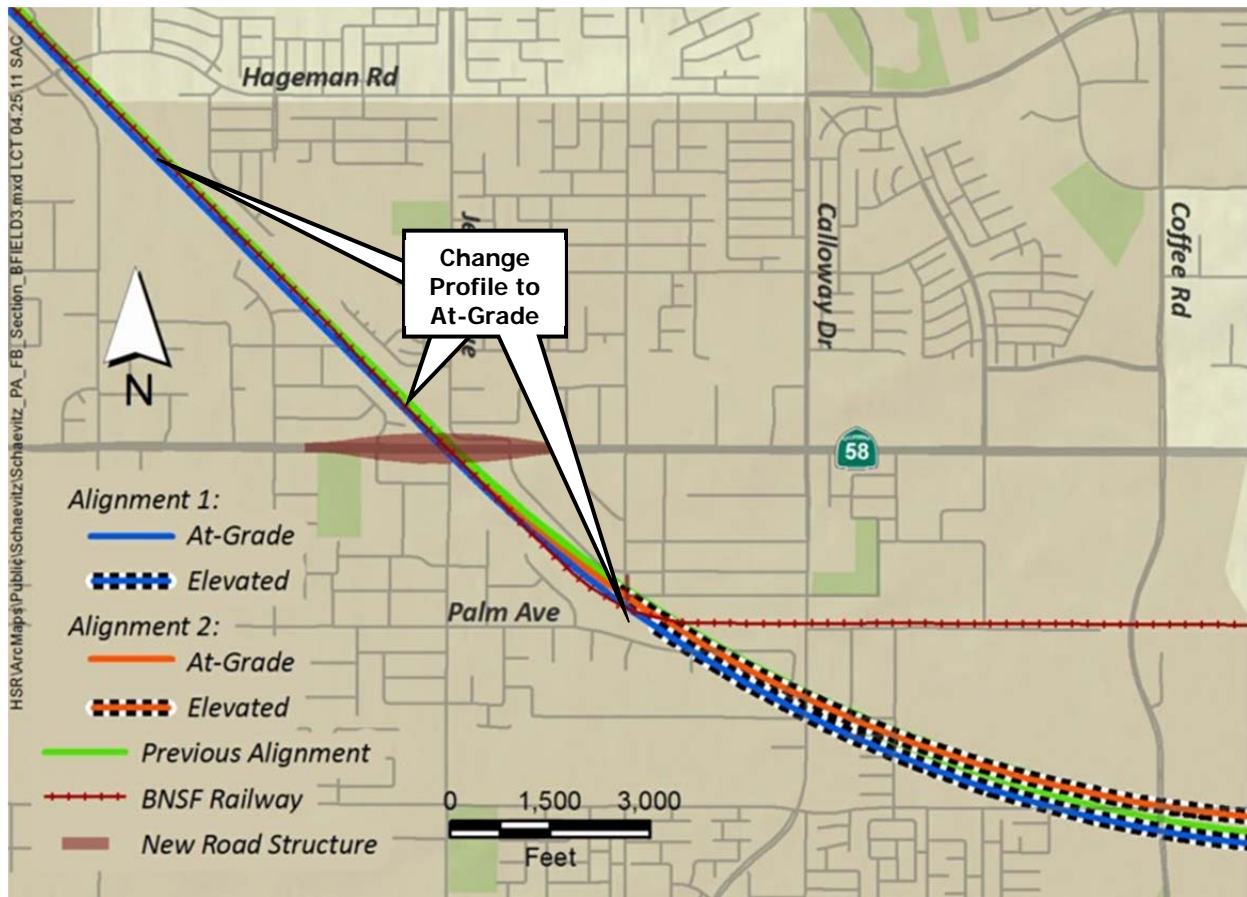 HSR\ArcMaps\Public\Schaevitz\Schaevitz_PA_FB_Section_BFIELD3.mxd LCT 04.25.11 SAC
Hageman Rd
Change
Profile to
At-Grade
Calloway Dr
Coffee Rd
CALIFORNIA
58
Alignment 1:
At-Grade
Elevated
Palm Ave
Alignment 2:
At-Grade
Elevated
Previous Alignment
BNSF Railway
New Road Structure
0 1,500 3,000
Feet
N